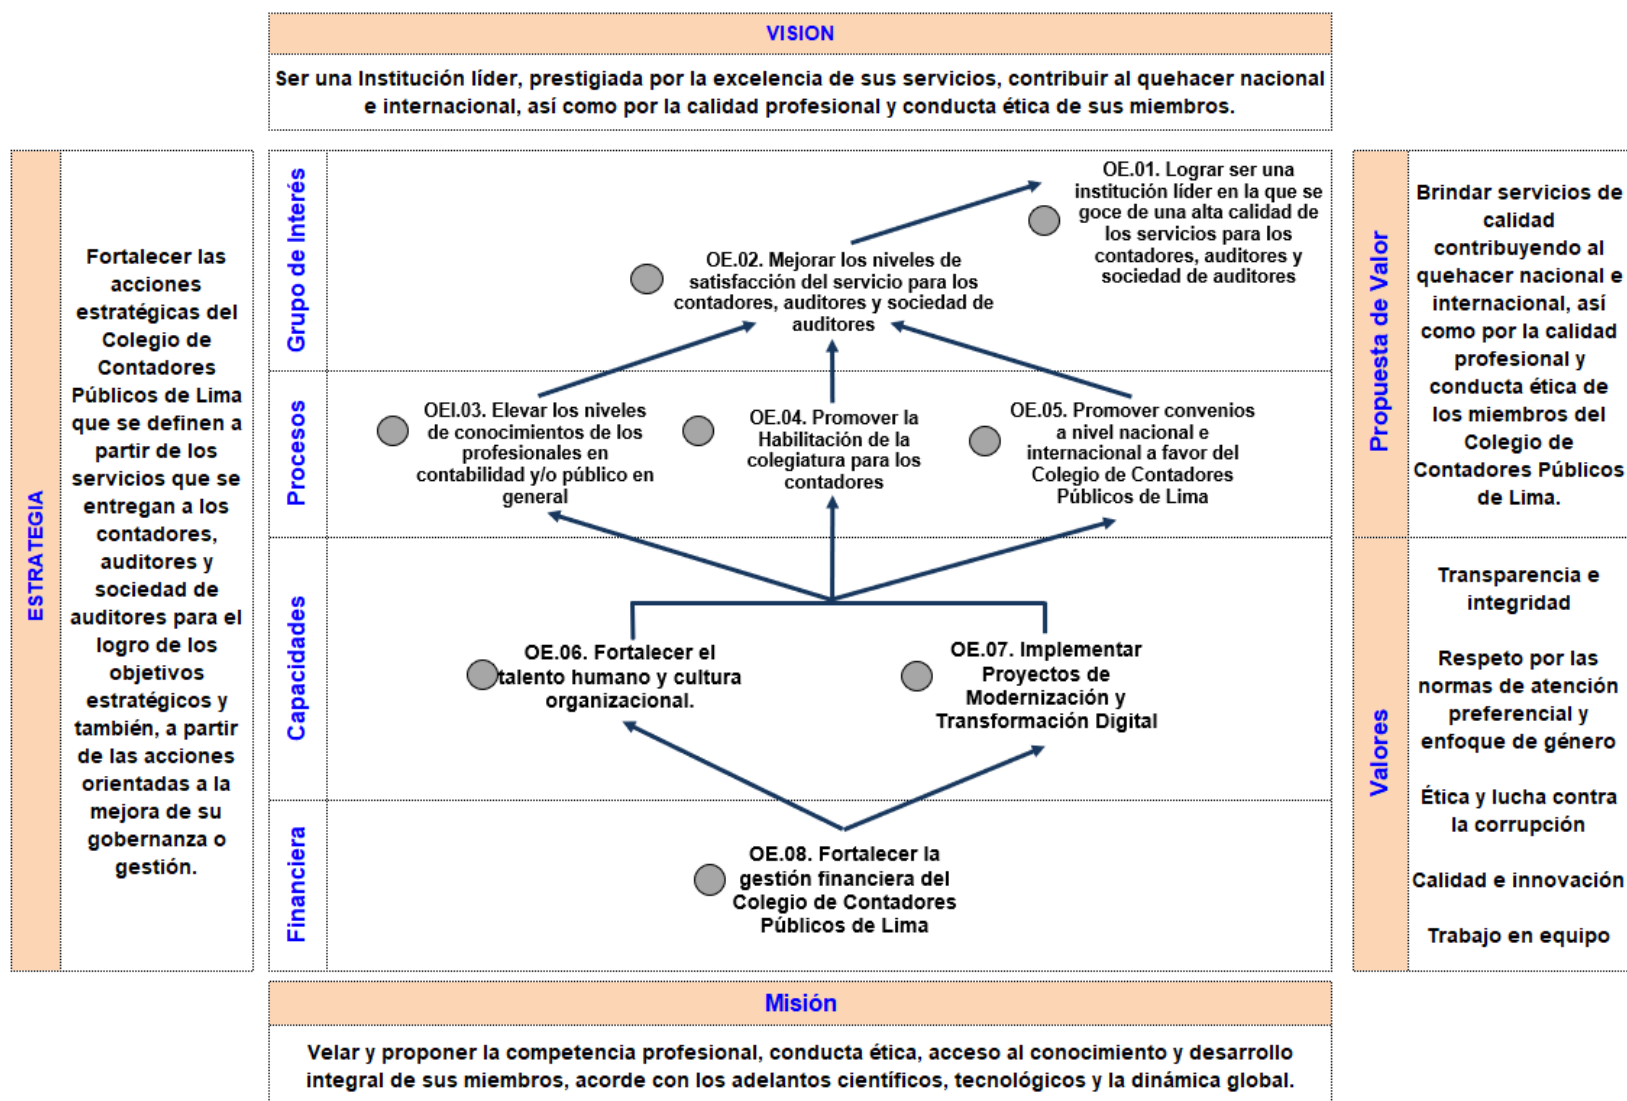 VISION
Ser una Institución líder, prestigiada por la excelencia de sus servicios, contribuir al quehacer nacional
e internacional, así como por la calidad profesional y conducta ética de sus miembros.
ESTRATEGIA
Fortalecer las
acciones
estratégicas del
Colegio de
Contadores
Públicos de Lima
que se definen a
partir de los
servicios que se
entregan a los
contadores,
auditores y
sociedad de
auditores para el
logro de los
objetivos
estratégicos y
también, a partir
de las acciones
orientadas a la
mejora de su
gobernanza o
gestión.
Grupo de Interés
OE.01. Lograr ser una
institución líder en la que se
goce de una alta calidad de
los servicios para los
contadores, auditores y
sociedad de auditores
OE.02. Mejorar los niveles de
satisfacción del servicio para los
contadores, auditores y sociedad de
auditores
Procesos
OEI.03. Elevar los niveles
de conocimientos de los
profesionales en
contabilidad y/o público en
general
OE.04. Promover la
Habilitación de la
colegiatura para los
contadores
OE.05. Promover convenios
a nivel nacional e
internacional a favor del
Colegio de Contadores
Públicos de Lima
Capacidades
OE.06. Fortalecer el
talento humano y cultura
organizacional.
OE.07. Implementar
Proyectos de
Modernización y
Transformación Digital
Financiera
OE.08. Fortalecer la
gestión financiera del
Colegio de Contadores
Públicos de Lima
Propuesta de Valor
Brindar servicios de
calidad
contribuyendo al
quehacer nacional e
internacional, así
como por la calidad
profesional y
conducta ética de
los miembros del
Colegio de
Contadores Públicos
de Lima.
Valores
Transparencia e
integridad
Respeto por las
normas de atención
preferencial y
enfoque de género
Ética y lucha contra
la corrupción
Calidad e innovación
Trabajo en equipo
Misión
Velar y proponer la competencia profesional, conducta ética, acceso al conocimiento y desarrollo
integral de sus miembros, acorde con los adelantos científicos, tecnológicos y la dinámica global.